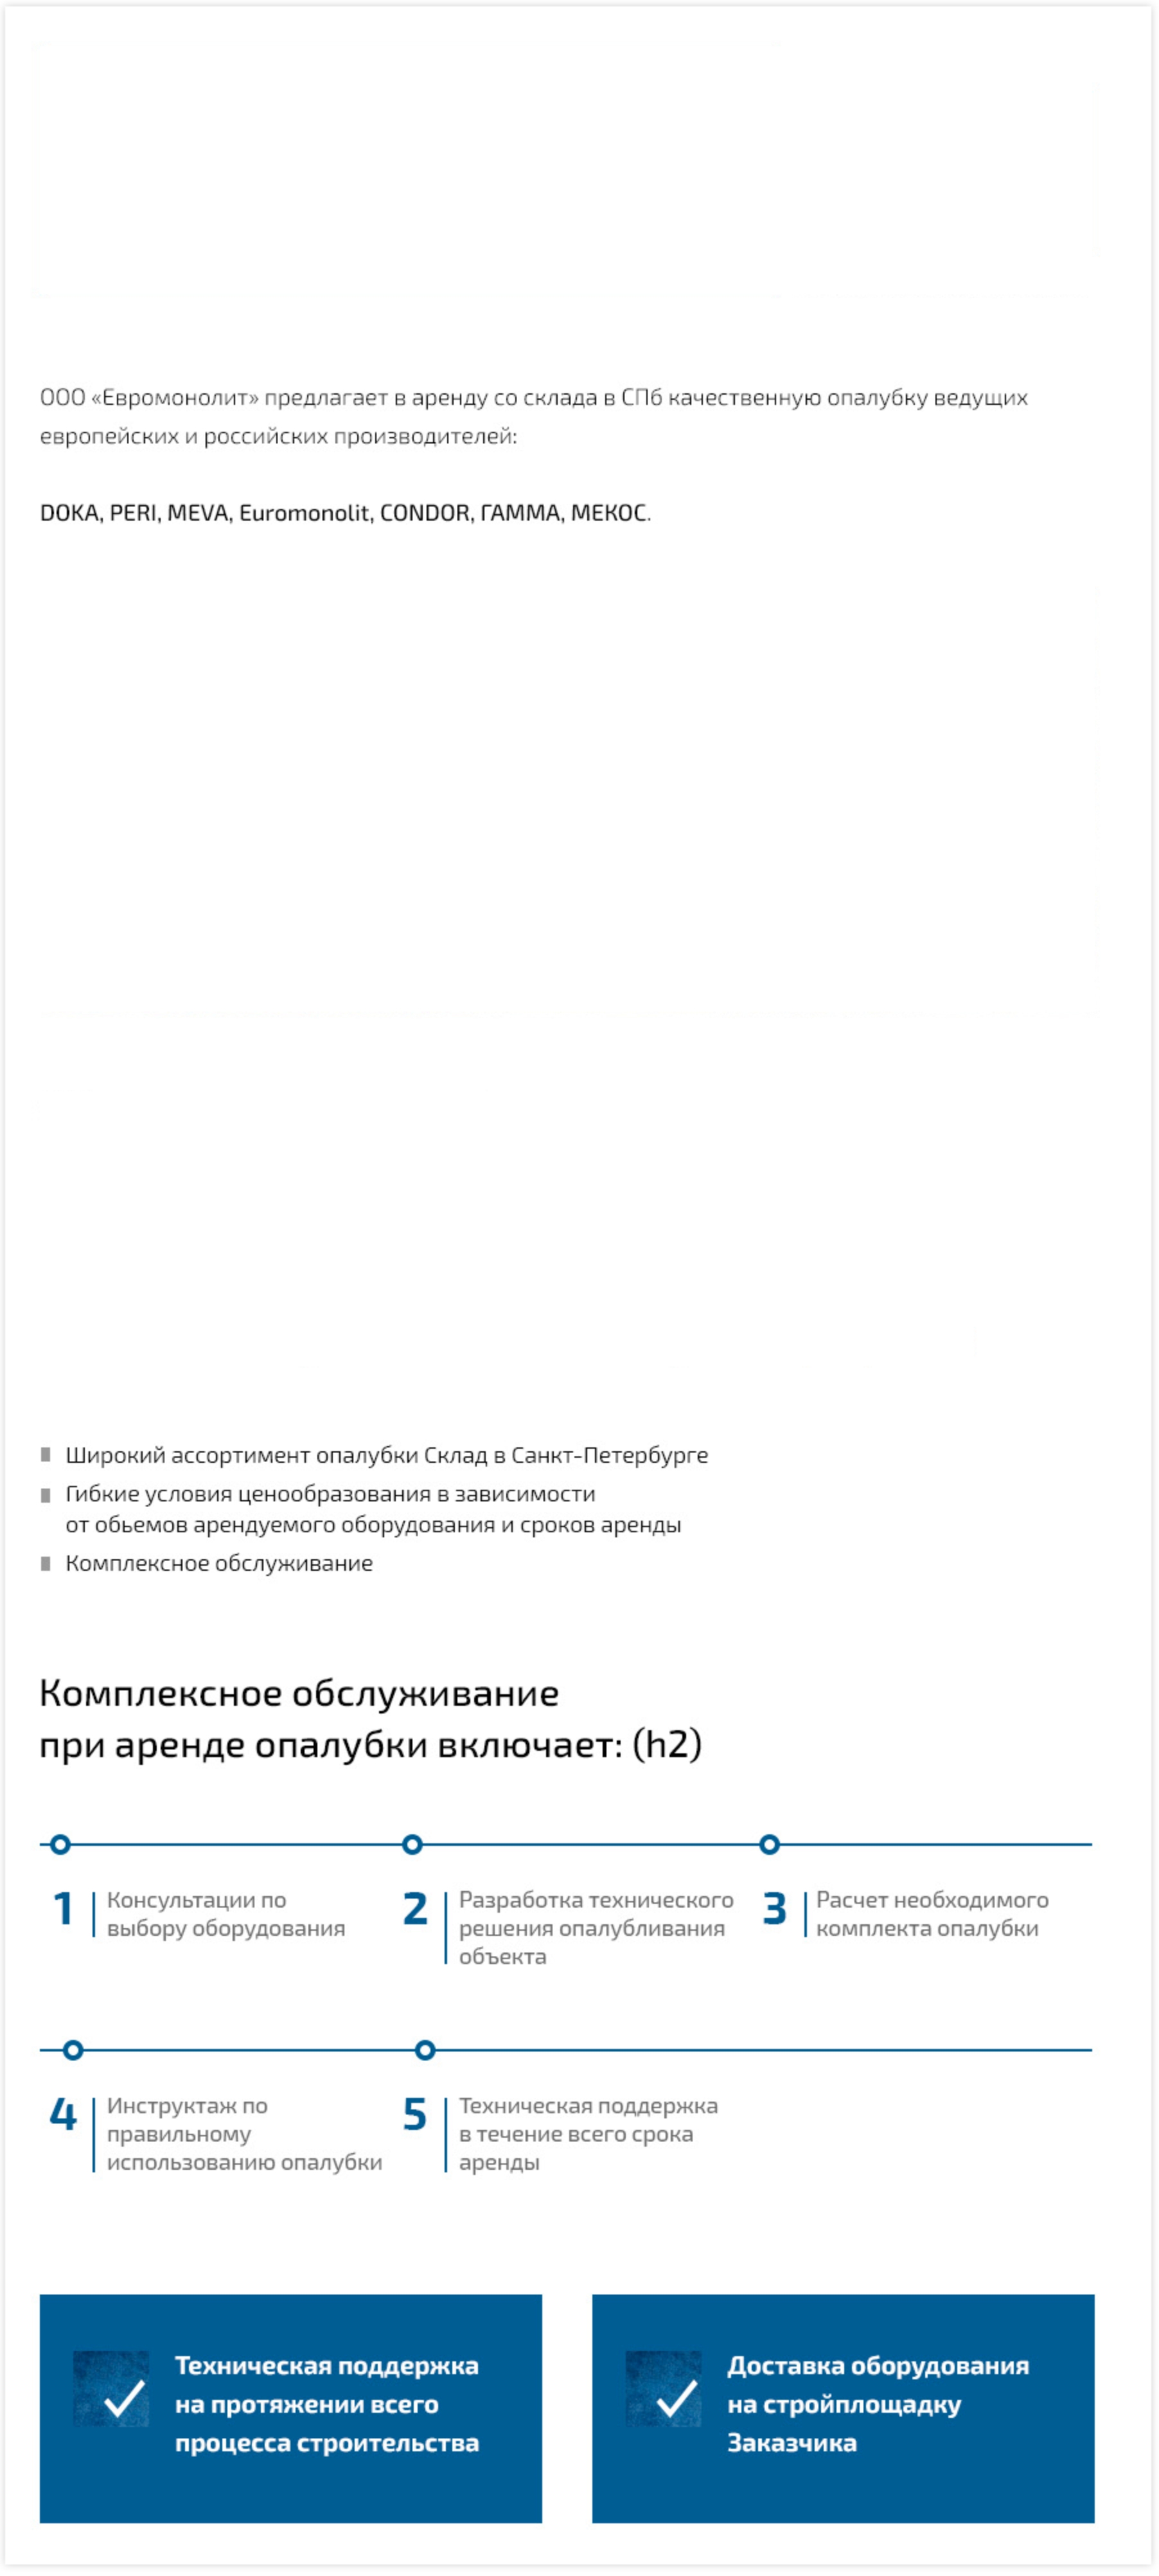 ООО «Евромонолит» предлагает в аренду со склада в СПб качественную опалубку ведущих
европейских и российских производителей:
DOKA, PERI, MEVA, Euromonolit, CONDOR, ГАММА, МЕКОС.
Широкий ассортимент опалубки Склад в Санкт-Петербурге
Гибкие условия ценообразования в зависимости
от обьемов арендуемого оборудования и сроков аренды
Комплексное обслуживание
Комплексное обслуживание
при аренде опалубки включает: (h2)
1 Консультации по
выбору оборудования
2 Разработка технического
решения опалубливания
объекта
3 Расчет необходимого
комплекта опалубки
4 Инструктаж по
правильному
использованию опалубки
5 Техническая поддержка
в течение всего срока
аренды
Техническая поддержка
на протяжении всего
процесса строительства
Доставка оборудования
на стройплощадку
Заказчика